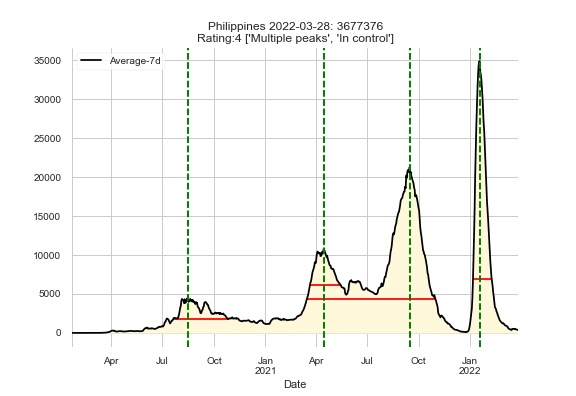 Philippines 2022-03-28: 3677376
Rating:4 ['Multiple peaks', 'In control']
Average-7d
35000
30000
25000
20000
15000
10000
5000
0
Apr Jul Oct Jan Apr Jul Oct Jan
2021 2022
Date